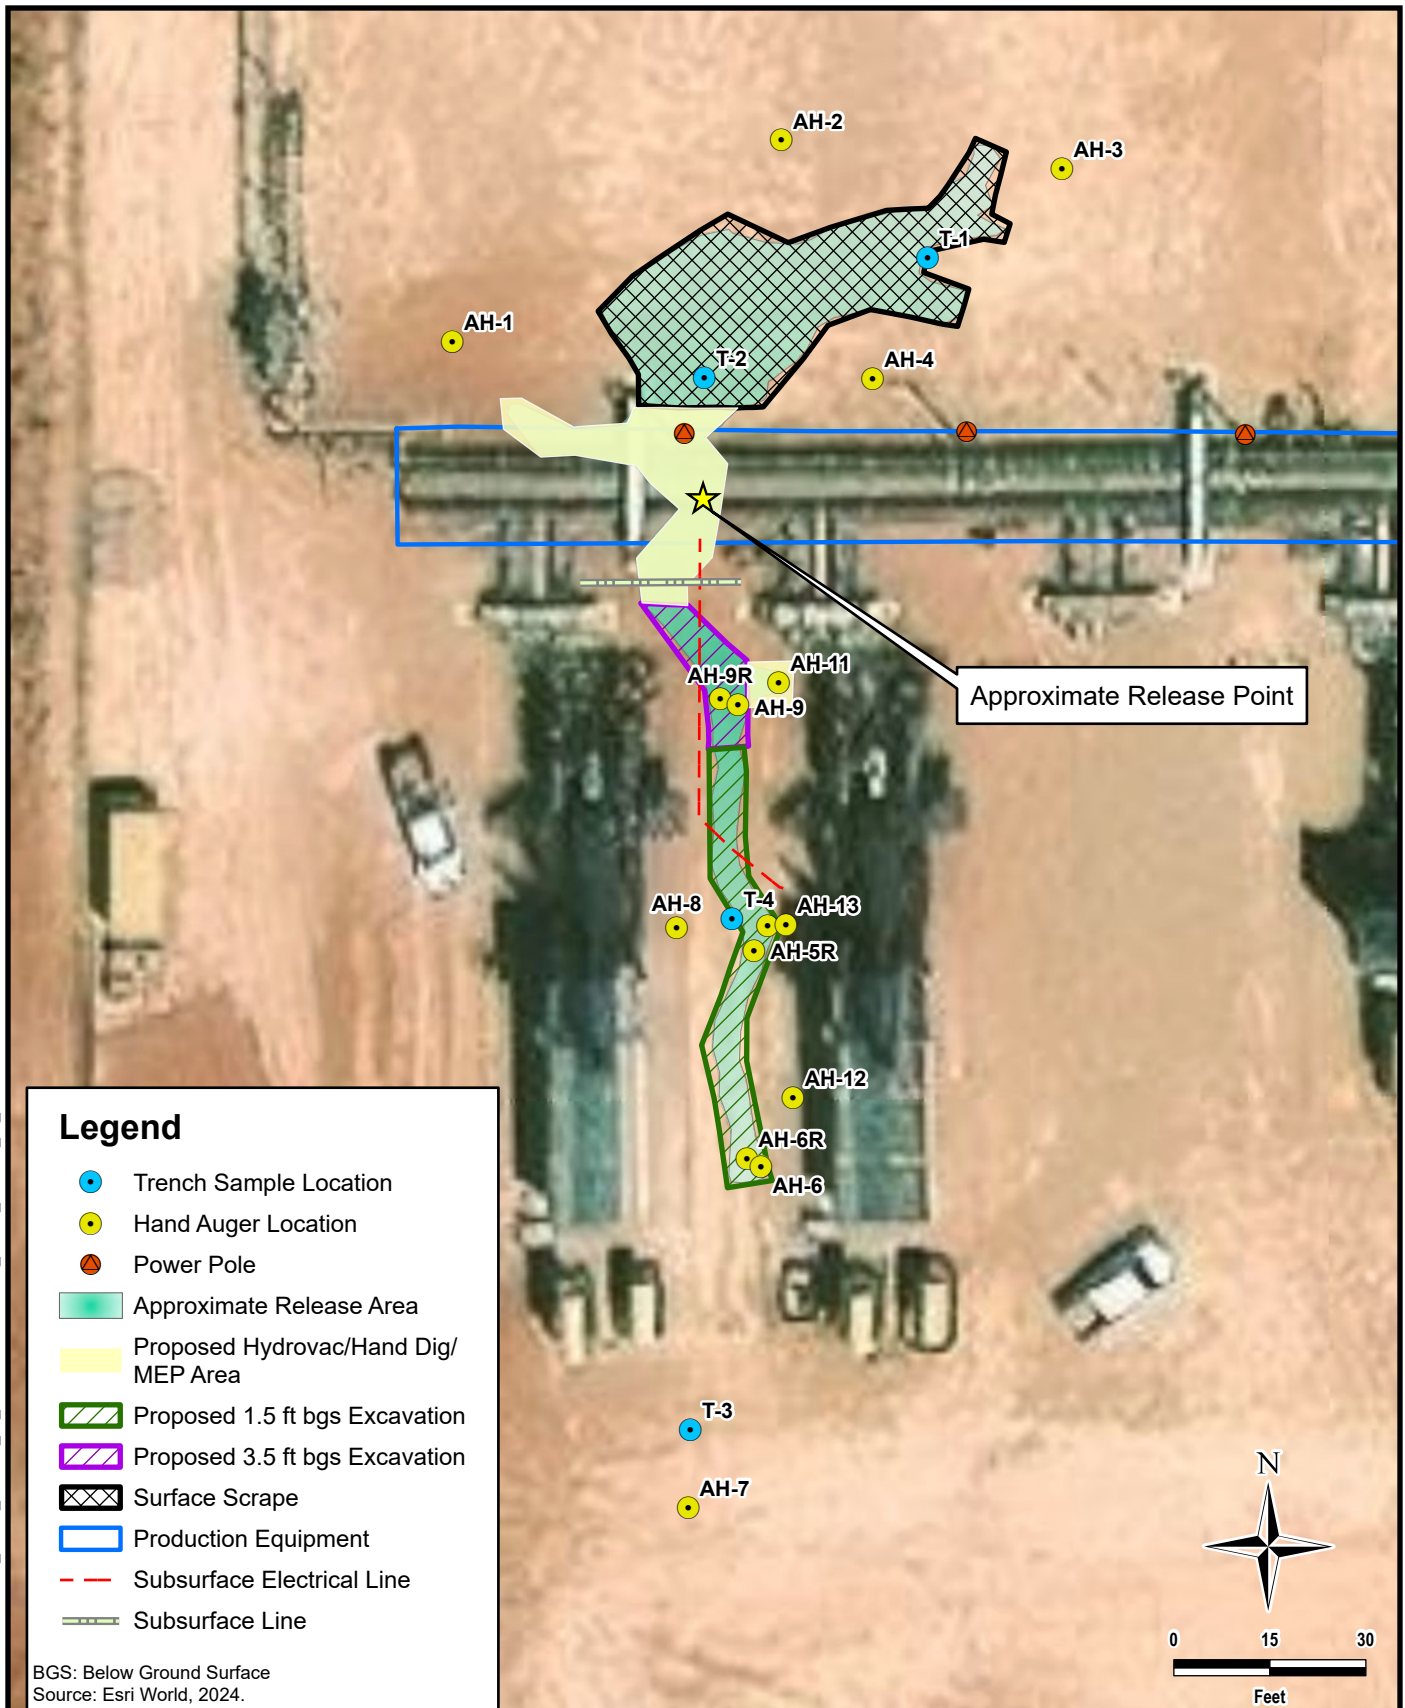 AH-2
AH-3
T-1
AH-1
T-2
AH-4
AH-11
AH-9R
Approximate Release Point
AH-9
AH-8
T-4
AH-13
AH-5R
AH-12
AH-6R
AH-6
T-3
AH-7
Legend
Trench Sample Location
Hand Auger Location
Power Pole
Approximate Release Area
Proposed Hydrovac/Hand Dig/
MEP Area
Proposed 1.5 ft bgs Excavation
Proposed 3.5 ft bgs Excavation
Surface Scrape
Production Equipment
Subsurface Electrical Line
Subsurface Line
BGS: Below Ground Surface
Source: Esri World, 2024.
N
0 15 30
Feet